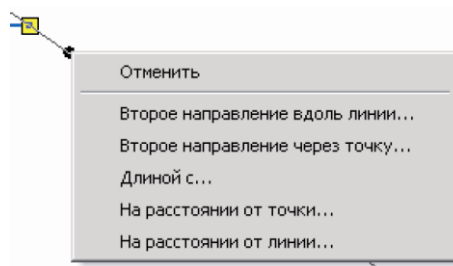 Отменить
Второе направление вдоль линии...
Второе направление через точку...
Длиной с...
На расстоянии от точки...
На расстоянии от линии...